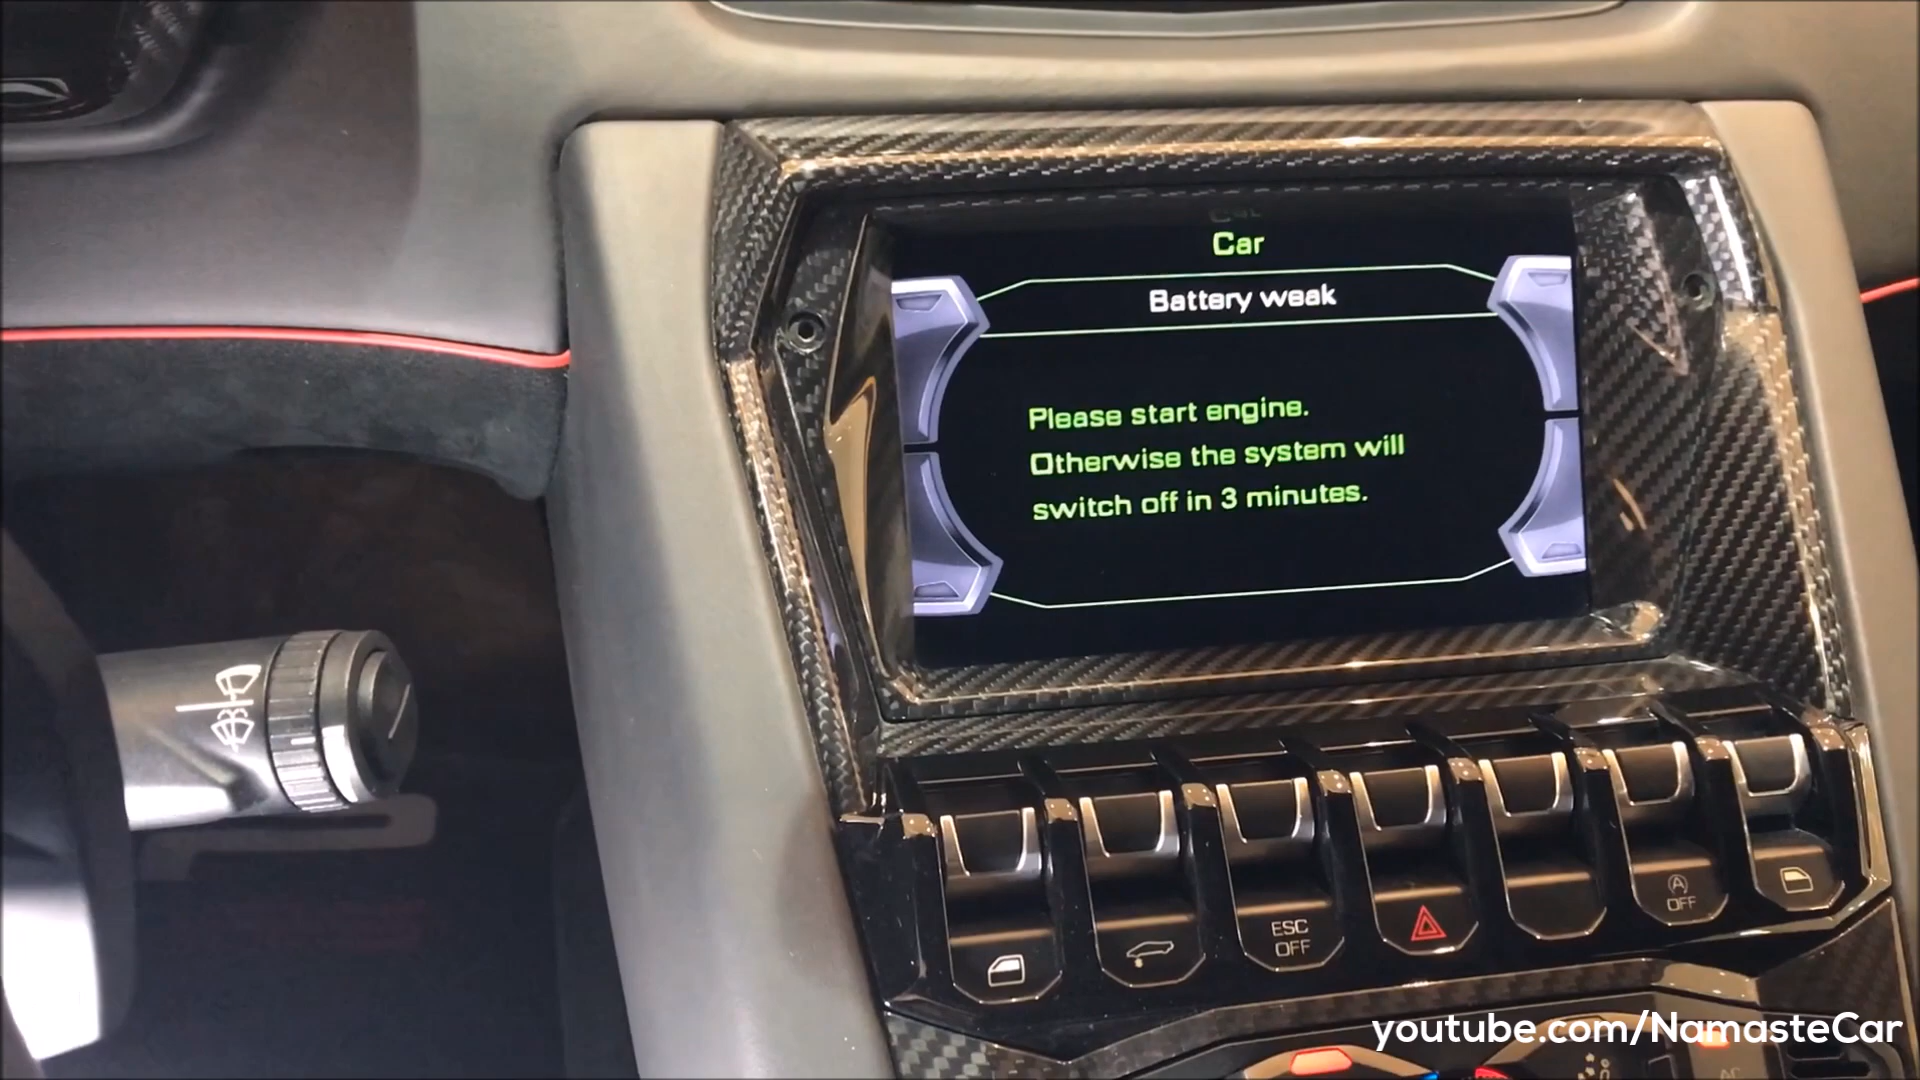 Car
Battery weak
Please start engine.
Otherwise the system will
switch off in 3 minutes.
ESC
OFF
A
OFF
AC
youtube.com/NamasteCar